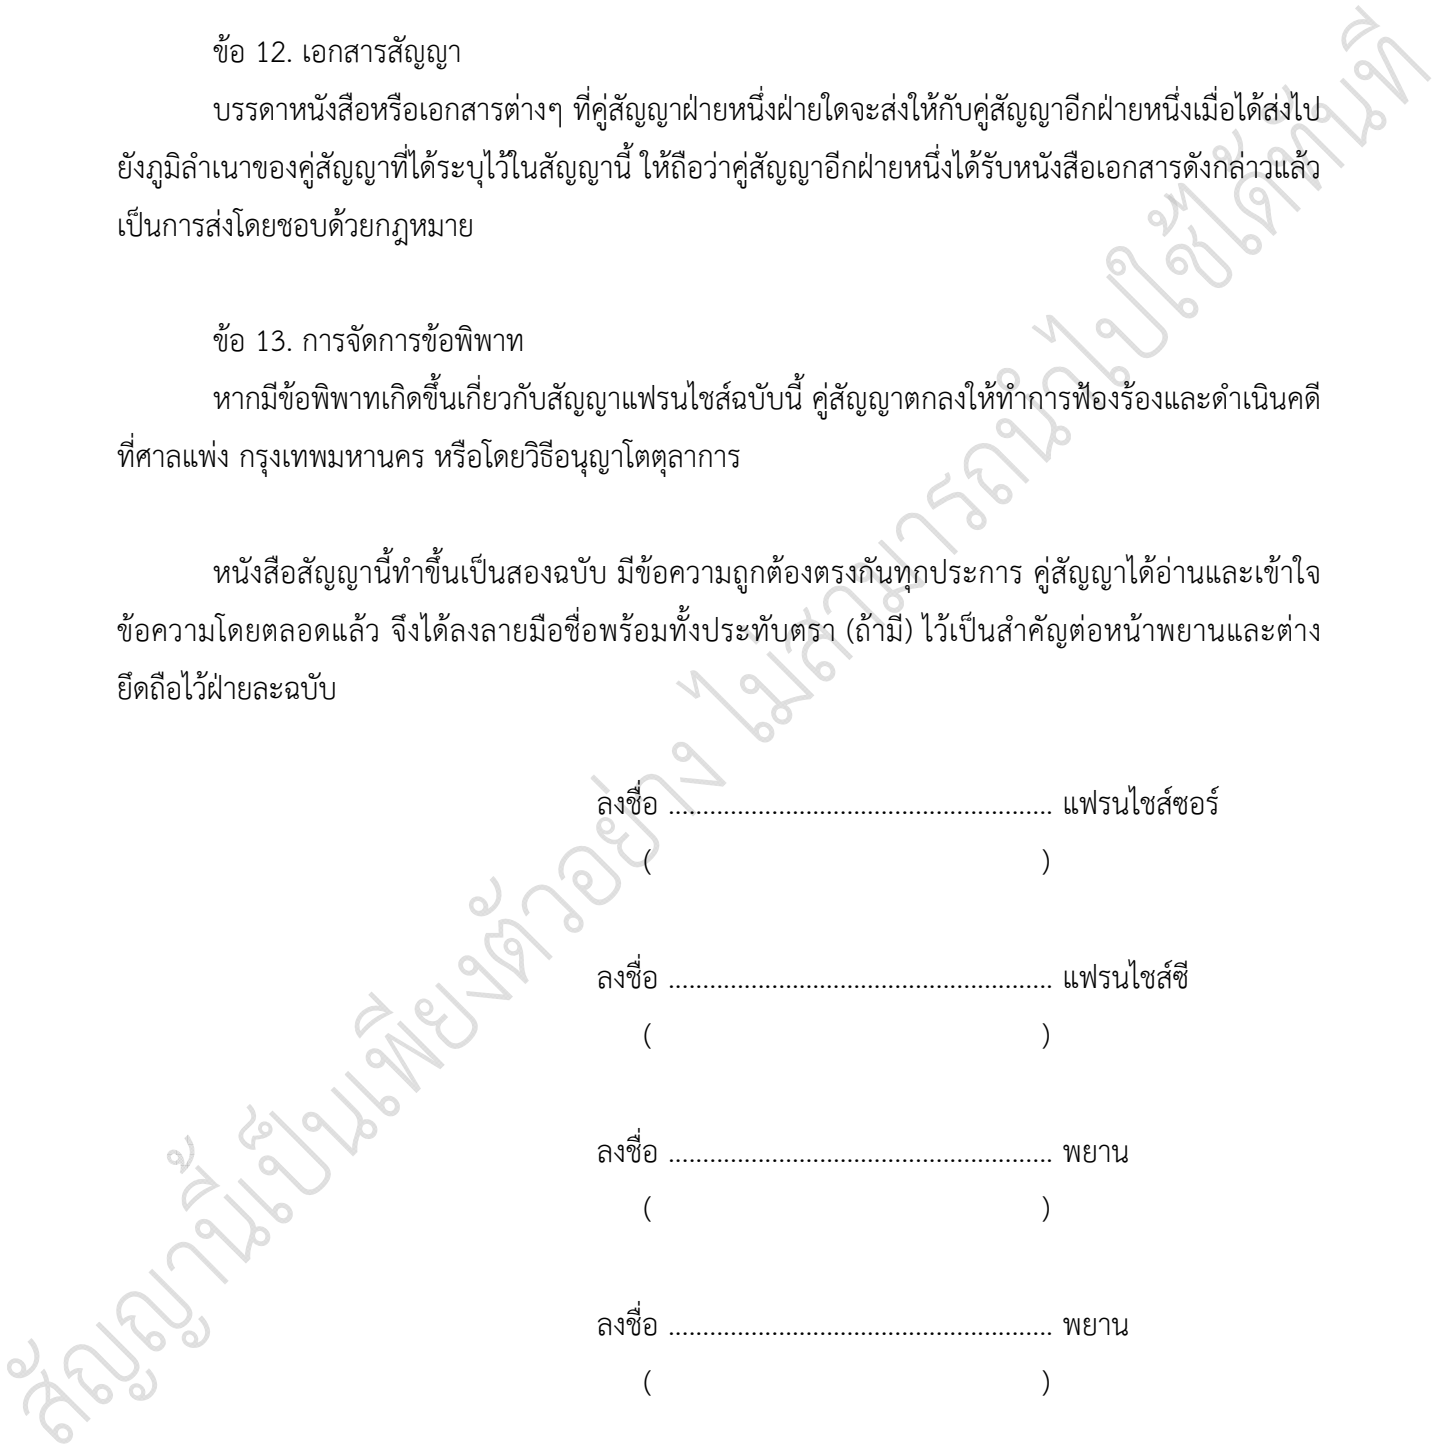 ข้อ 12. เอกสารสัญญา
บรรดาหนังสือหรือเอกสารต่างๆ ที่คู่สัญญาฝ่ายหนึ่งฝ่ายใดจะส่งให้กับคู่สัญญาอีกฝ่ายหนึ่งเมื่อได้ส่งไป
ยังภูมิลำเนาของคู่สัญญาที่ได้ระบุไว้ในสัญญานี้ ให้ถือว่าคู่สัญญาอีกฝ่ายหนึ่งได้รับหนังสือเอกสารดังกล่าวแล้ว
เป็นการส่งโดยชอบด้วยกฎหมาย
ข้อ 13. การจัดการข้อพิพาท
หากมีข้อพิพาทเกิดขึ้นเกี่ยวกับสัญญาแฟรนไชส์ฉบับนี้ คู่สัญญาตกลงให้ทำการฟ้องร้องและดำเนินคดี
ที่ศาลแพ่ง กรุงเทพมหานคร หรือโดยวิธีอนุญาโตตุลาการ
หนังสือสัญญานี้ทำขึ้นเป็นสองฉบับ มีข้อความถูกต้องตรงกันทุกประการ คู่สัญญาได้อ่านและเข้าใจ
ข้อความโดยตลอดแล้ว จึงได้ลงลายมือชื่อพร้อมทั้งประทับตรา (ถ้ามี) ไว้เป็นสำคัญต่อหน้าพยานและต่าง
ยึดถือไว้ฝ่ายละฉบับ
ลงชื่อ ........................................................ แฟรนไชส์ซอร์
( )
ลงชื่อ ........................................................ แฟรนไชส์ซี
( )
ลงชื่อ ........................................................ พยาน
( )
ลงชื่อ ........................................................ พยาน
( )
สัญญานี้เป็นเพียงตัวอย่าง ไม่สามารถนำไปใช้ได้ทันที